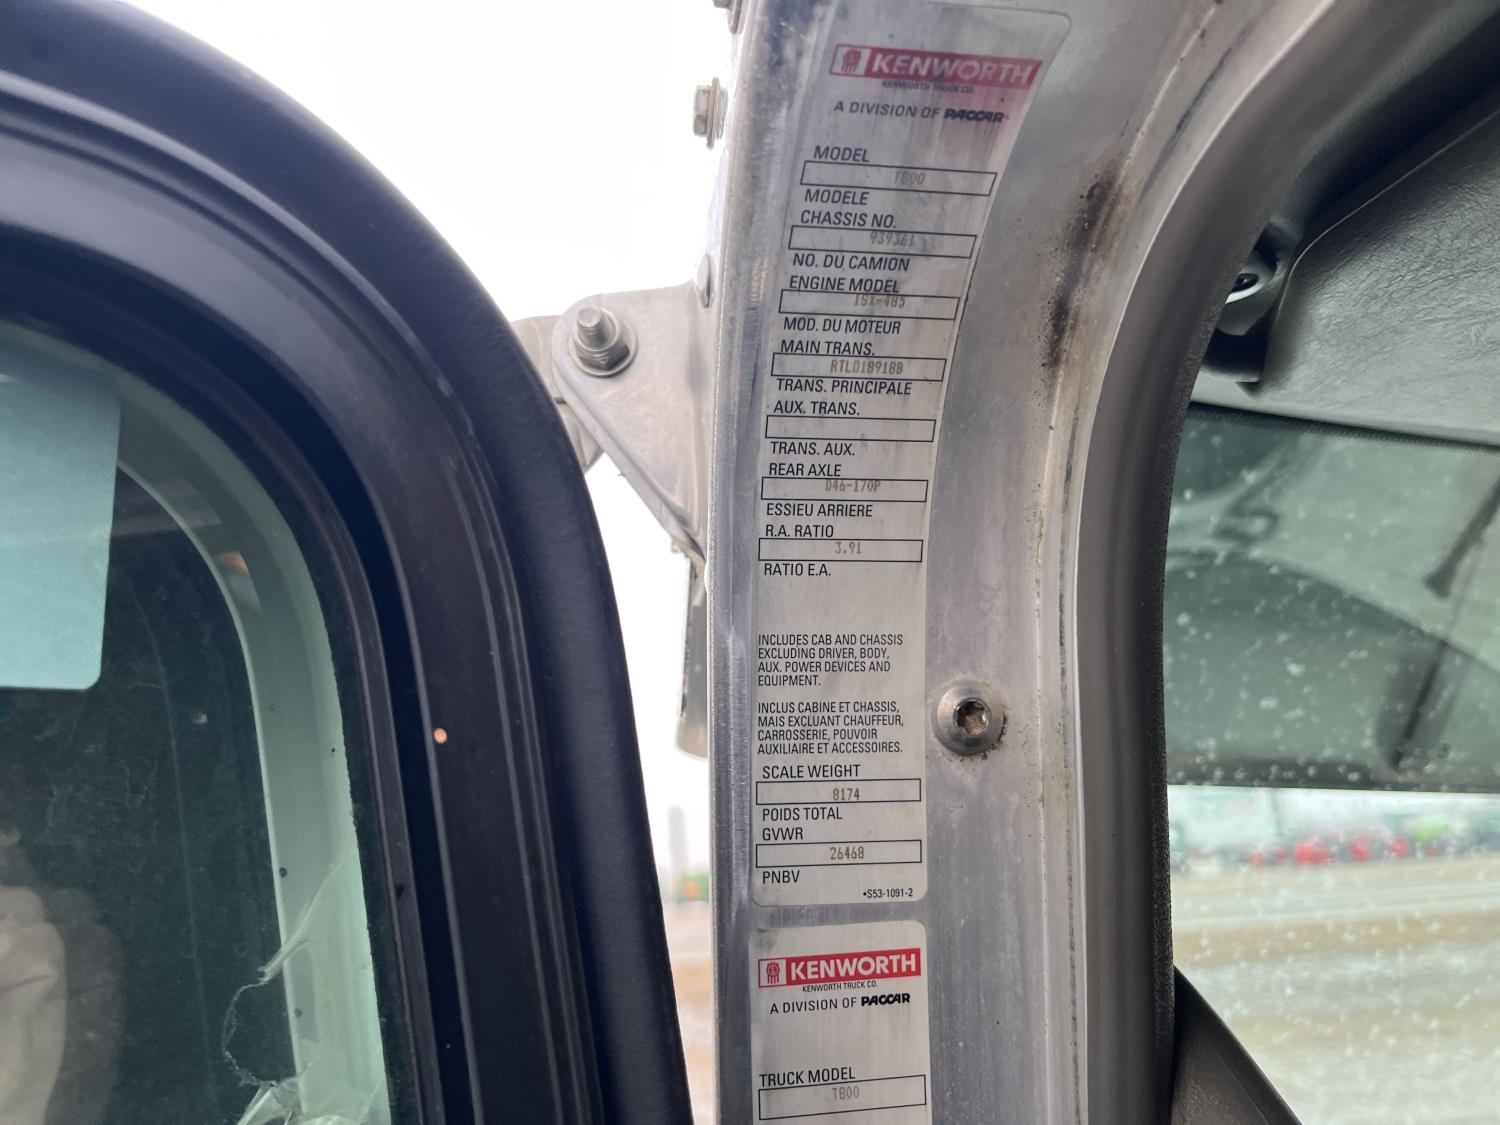 KENWORTH
KENWORTH TRUCK CO.
A DIVISION OF PACCAR
MODEL
T800
MODELE
CHASSIS NO.
939361
NO. DU CAMION
ENGINE MODEL
ISX-485
MOD. DU MOTEUR
MAIN TRANS.
RTLO18918B
TRANS. PRINCIPALE
AUX. TRANS.
TRANS. AUX.
REAR AXLE
D46-170P
ESSIEU ARRIERE
R.A. RATIO
3.91
RATIO E.A.
INCLUDES CAB AND CHASSIS
EXCLUDING DRIVER, BODY,
AUX. POWER DEVICES AND
EQUIPMENT.
INCLUS CABINE ET CHASSIS,
MAIS EXCLUANT CHAUFFEUR,
CARROSSERIE, POUVOIR
AUXILIAIRE ET ACCESSOIRES.
SCALE WEIGHT
8174
POIDS TOTAL
GVWR
26468
PNBV
•S53-1091-2
KENWORTH
KENWORTH TRUCK CO.
A DIVISION OF PACCAR
TRUCK MODEL
T800